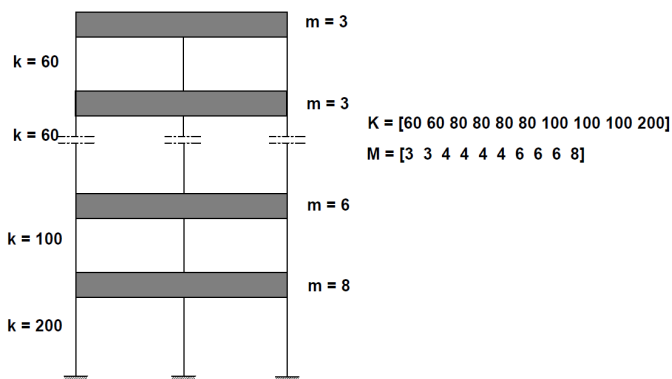 m = 3
k = 60
m = 3
k = 60
K = [60 60 80 80 80 80 100 100 100 200]
M = [3 3 4 4 4 4 6 6 6 8]
m = 6
k = 100
m = 8
k = 200